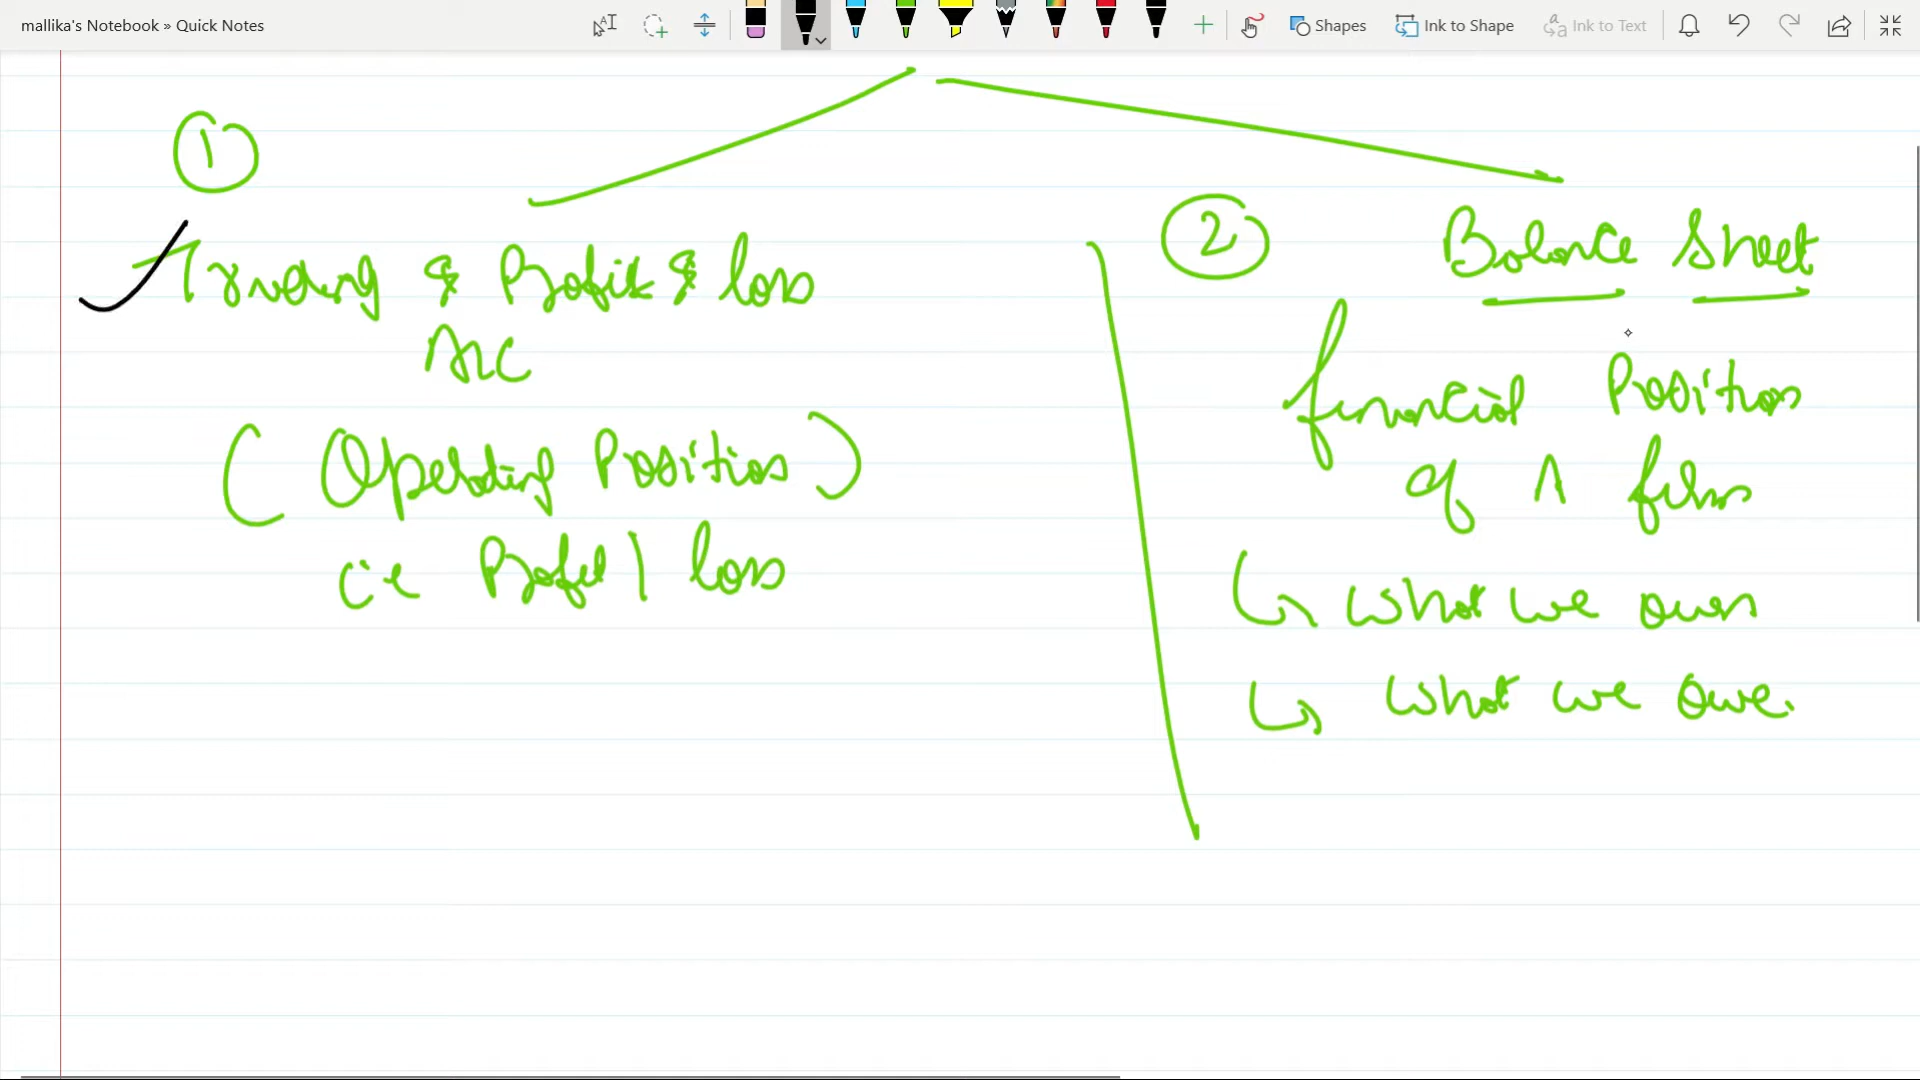 mallika's Notebook » Quick Notes
Shapes
Ink to Shape
Ink to Text
1
Trading & Profit & loss
A/C
(Operating Position)
i.e Profit / loss
2
Balance Sheet
financial Position
of A firm
What we own
What we owe.